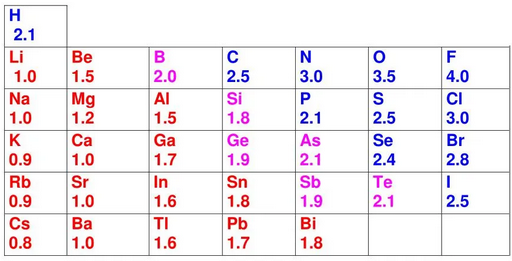 H
2.1
Li Be B C N O F
1.0 1.5 2.0 2.5 3.0 3.5 4.0
Na Mg Al Si P S Cl
1.0 1.2 1.5 1.8 2.1 2.5 3.0
K Ca Ga Ge As Se Br
0.9 1.0 1.7 1.9 2.1 2.4 2.8
Rb Sr In Sn Sb Te I
0.9 1.0 1.6 1.8 1.9 2.1 2.5
Cs Ba Tl Pb Bi
0.8 1.0 1.6 1.7 1.8